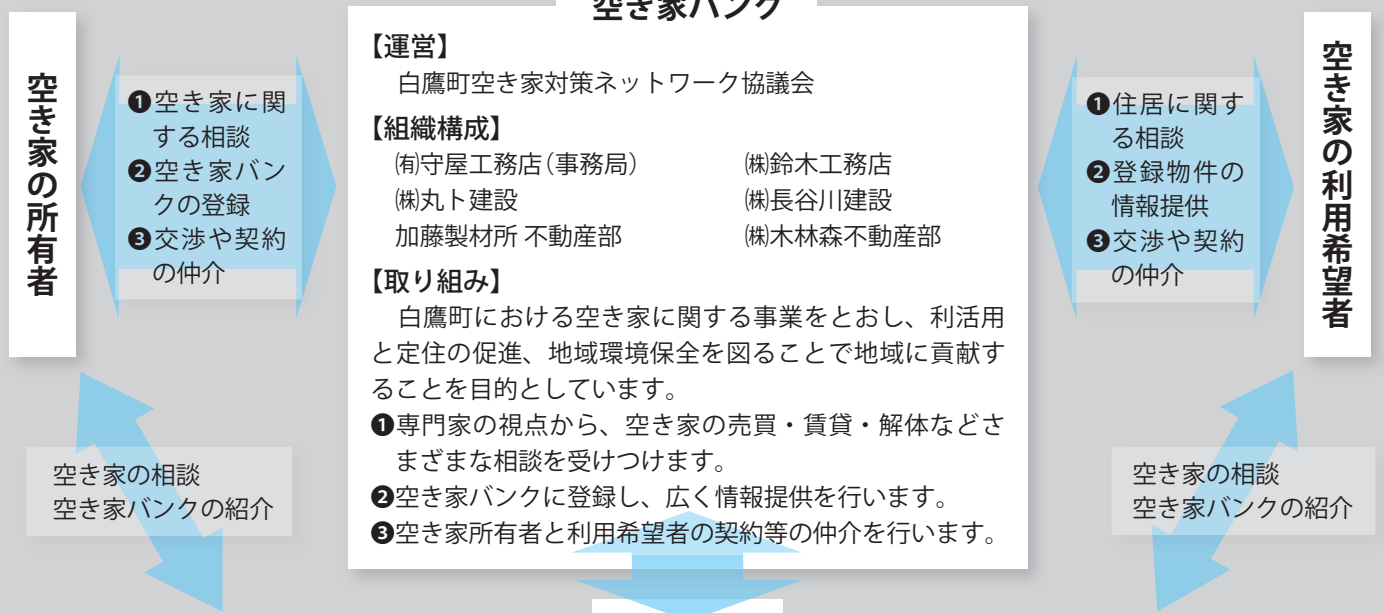 空き家バンク
空き家の所有者
❶空き家に関
する相談
❷空き家バン
クの登録
❸交渉や契約
の仲介
【運営】
白鷹町空き家対策ネットワーク協議会
【組織構成】
㈲守屋工務店(事務局) ㈱鈴木工務店
㈱丸ト建設 ㈱長谷川建設
加藤製材所 不動産部 ㈱木林森不動産部
【取り組み】
白鷹町における空き家に関する事業をとおし、利活用
と定住の促進、地域環境保全を図ることで地域に貢献す
ることを目的としています。
❶専門家の視点から、空き家の売買・賃貸・解体などさ
まざまな相談を受けつけます。
❷空き家バンクに登録し、広く情報提供を行います。
❸空き家所有者と利用希望者の契約等の仲介を行います。
❶住居に関す
る相談
❷登録物件の
情報提供
❸交渉や契約
の仲介
空き家の利用希望者
空き家の相談
空き家バンクの紹介
空き家の相談
空き家バンクの紹介